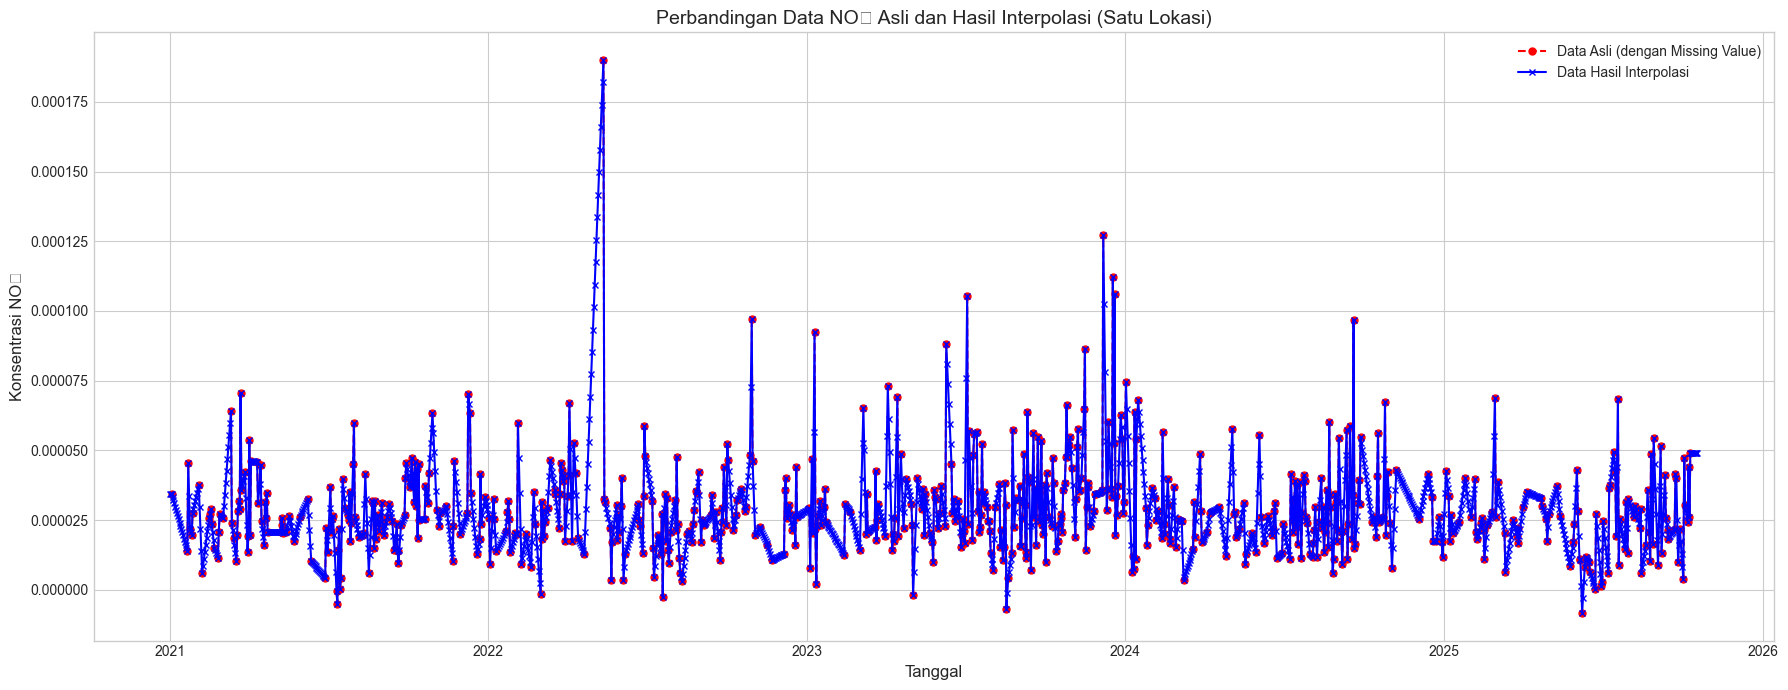 Perbandingan Data NO□ Asli dan Hasil Interpolasi (Satu Lokasi)
Data Asli (dengan Missing Value)
Data Hasil Interpolasi
Konsentrasi NO□
0.000175
0.000150
0.000125
0.000100
0.000075
0.000050
0.000025
0.000000
2021 2022 2023 2024 2025 2026
Tanggal